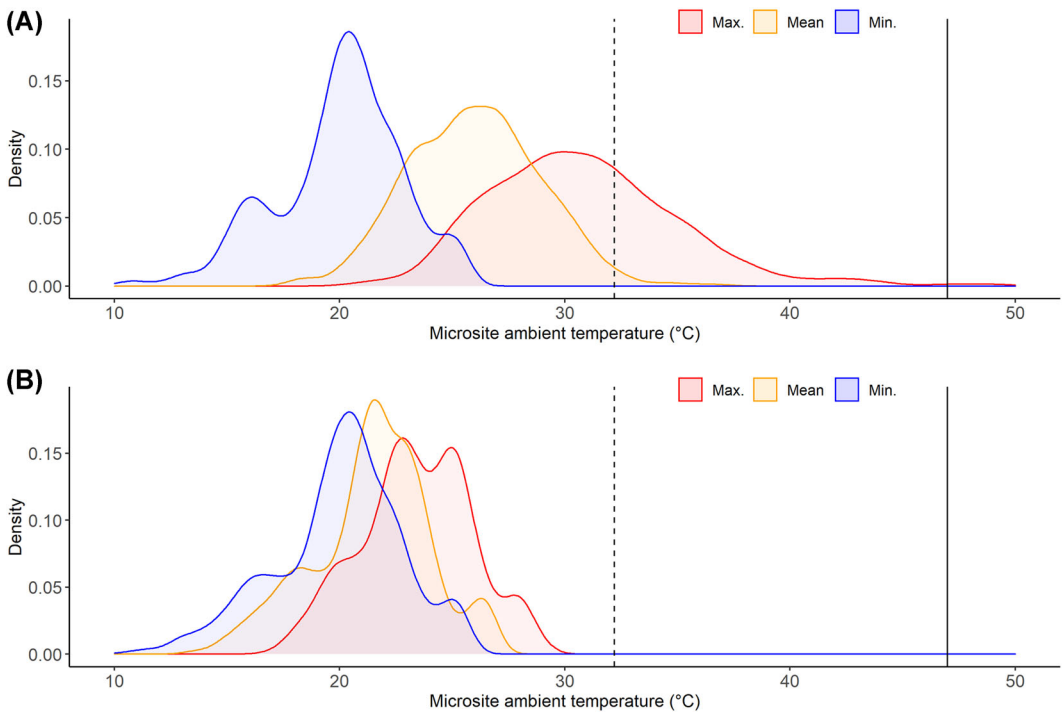 (A)
Max. Mean Min.
Density
0.15
0.10
0.05
0.00
10 20 30 40 50
Microsite ambient temperature (°C)
(B)
Max. Mean Min.
Density
0.15
0.10
0.05
0.00
10 20 30 40 50
Microsite ambient temperature (°C)